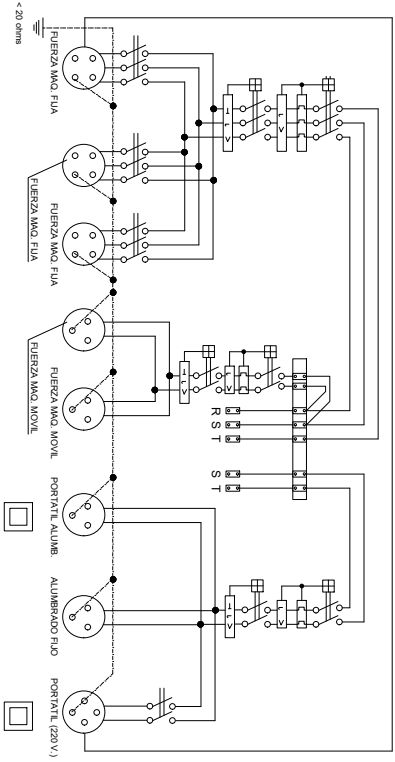 < 20 ohms
FUERZA MAQ. FIJA
FUERZA MAQ. FIJA
FUERZA MAQ. FIJA
FUERZA MAQ. MOVIL
FUERZA MAQ. MOVIL
PORTATIL ALUMB.
ALUMBRADO FIJO
PORTATIL (220 V.)
R
S
T
S
T
I > L
I > L
I > L
I > L
I > L
I > L